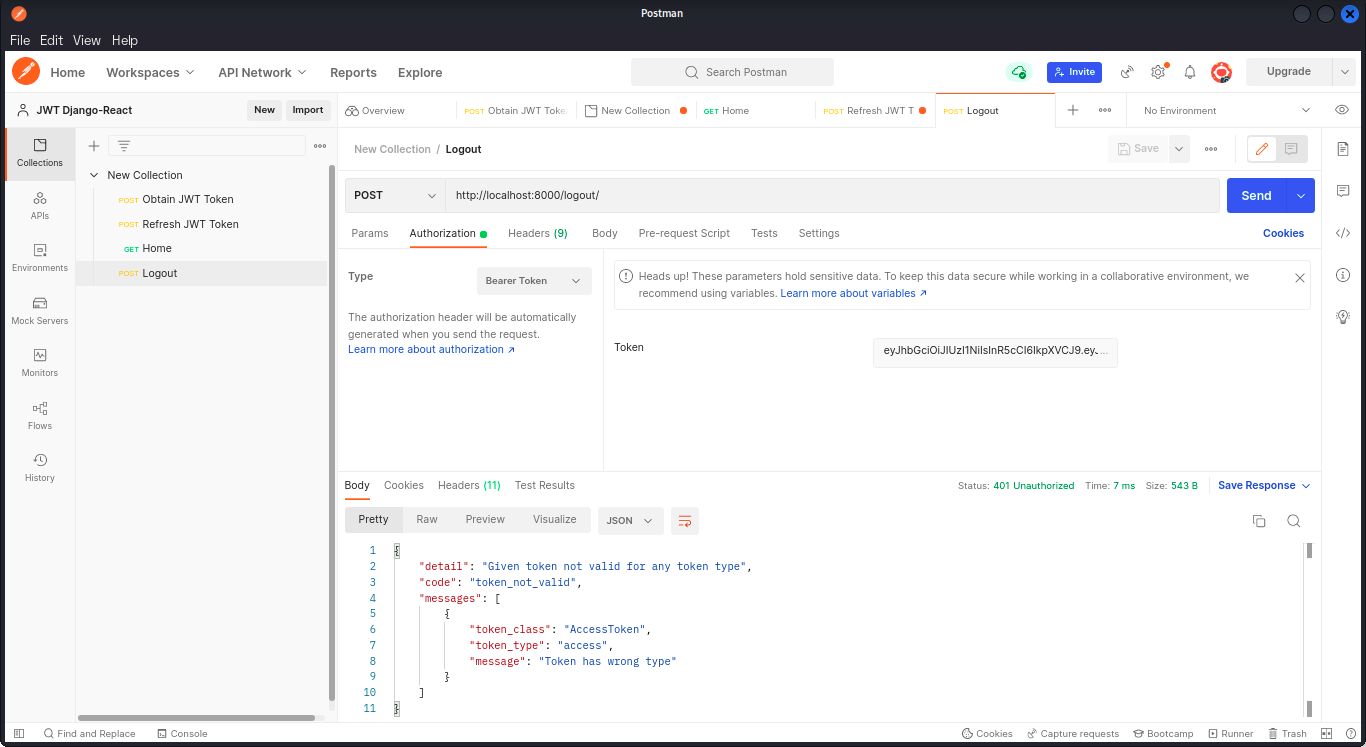 Postman
File Edit View Help
Home Workspaces API Network Reports Explore Search Postman Invite Upgrade
JWT Django-React New Import Overview POST Obtain JWT Toke New Collection GET Home POST Refresh JWT T POST Logout No Environment
Collections
APIs
Environments
Mock Servers
Monitors
Flows
History
New Collection
POST Obtain JWT Token
POST Refresh JWT Token
GET Home
POST Logout
New Collection / Logout Save
POST http://localhost:8000/logout/ Send
Params Authorization Headers (9) Body Pre-request Script Tests Settings Cookies
Type Bearer Token
The authorization header will be automatically
generated when you send the request.
Learn more about authorization ↗
Heads up! These parameters hold sensitive data. To keep this data secure while working in a collaborative environment, we
recommend using variables. Learn more about variables ↗
Token eyJhbGciOiJIUzI1NiIsInR5cCI6IkpXVCJ9.ey. ...
Body Cookies Headers (11) Test Results Status: 401 Unauthorized Time: 7 ms Size: 543 B Save Response
Pretty Raw Preview Visualize JSON
1 {
2 "detail": "Given token not valid for any token type",
3 "code": "token_not_valid",
4 "messages": [
5 {
6 "token_class": "AccessToken",
7 "token_type": "access",
8 "message": "Token has wrong type"
9 }
10 ]
11 }
Find and Replace Console Cookies Capture requests Bootcamp Runner Trash